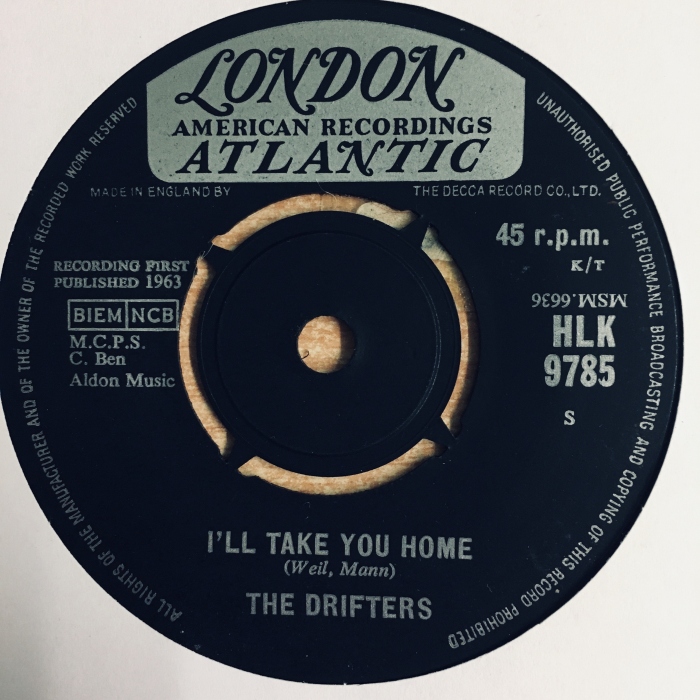 LONDON
AMERICAN RECORDINGS
ATLANTIC
MADE IN ENGLAND BY
THE DECCA RECORD CO., LTD.
45 r.p.m.
K/T
RECORDING FIRST
PUBLISHED 1963
BIEM NCB
M.C.P.S.
C. Ben
Aldon Music
MSM.6636
HLK
9785
S
I'LL TAKE YOU HOME
(Weil, Mann)
THE DRIFTERS
ALL RIGHTS OF THE MANUFACTURER AND OF THE OWNER OF THE RECORDED WORK RESERVED
UNAUTHORISED PUBLIC PERFORMANCE BROADCASTING AND COPYING OF THIS RECORD PROHIBITED